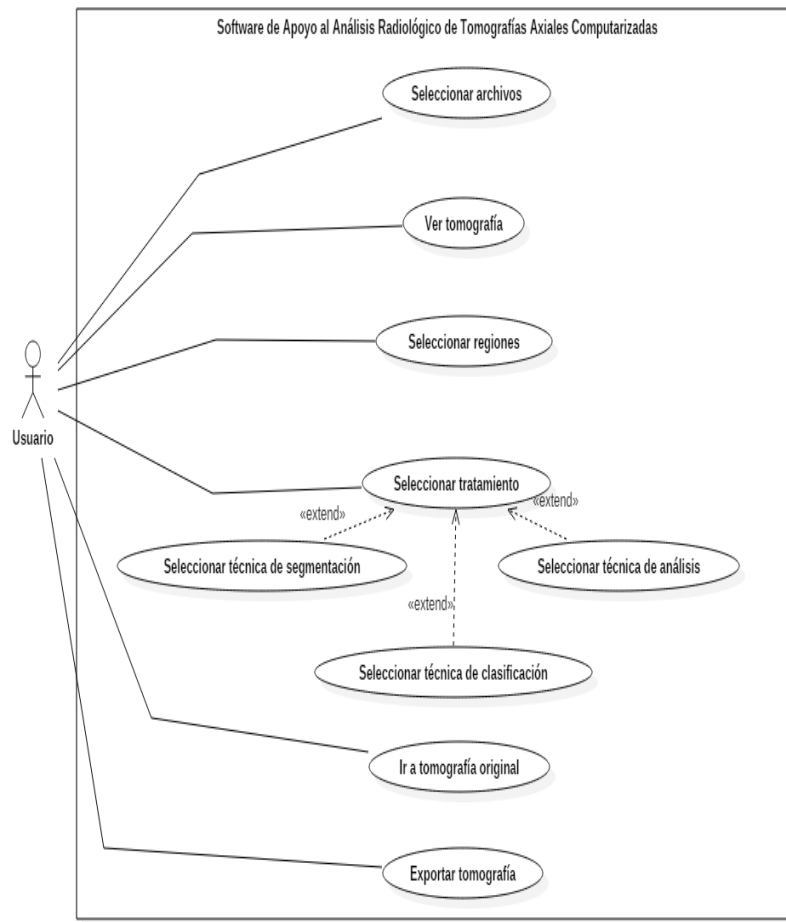 Software de Apoyo al Análisis Radiológico de Tomografías Axiales Computarizadas
Seleccionar archivos
Ver tomografía
Seleccionar regiones
Usuario
Seleccionar tratamiento
«extend»
«extend»
Seleccionar técnica de segmentación
Seleccionar técnica de análisis
«extend»
Seleccionar técnica de clasificación
Ir a tomografía original
Exportar tomografía